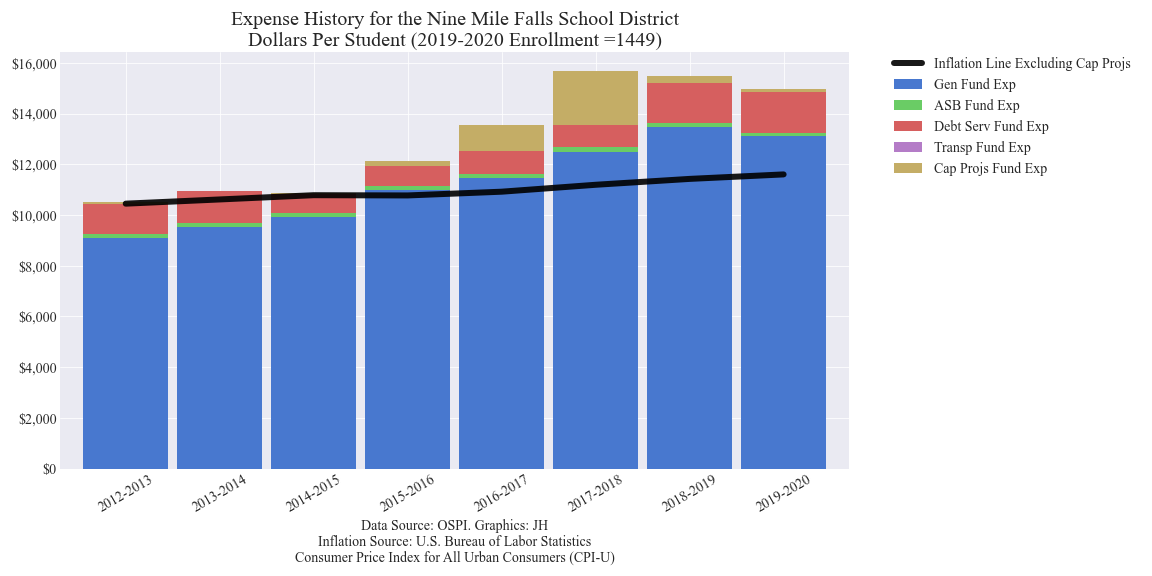 Expense History for the Nine Mile Falls School District
Dollars Per Student (2019-2020 Enrollment =1449)
$16,000
$14,000
$12,000
$10,000
$8,000
$6,000
$4,000
$2,000
$0
2012-2013
2013-2014
2014-2015
2015-2016
2016-2017
2017-2018
2018-2019
2019-2020
Inflation Line Excluding Cap Projs
Gen Fund Exp
ASB Fund Exp
Debt Serv Fund Exp
Transp Fund Exp
Cap Projs Fund Exp
Data Source: OSPI. Graphics: JH
Inflation Source: U.S. Bureau of Labor Statistics
Consumer Price Index for All Urban Consumers (CPI-U)